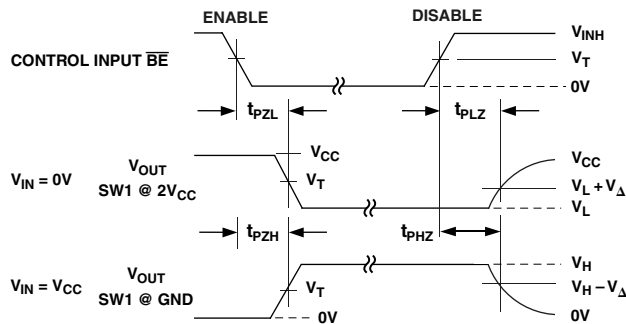 ENABLE DISABLE
CONTROL INPUT BE
V_INH
V_T
0V
t_PZL t_PLZ
V_IN = 0V V_OUT
SW1 @ 2V_CC
V_CC
V_T
V_CC
V_L + V_Δ
V_L
t_PZH t_PHZ
V_IN = V_CC V_OUT
SW1 @ GND
V_T
0V
V_H
V_H – V_Δ
0V